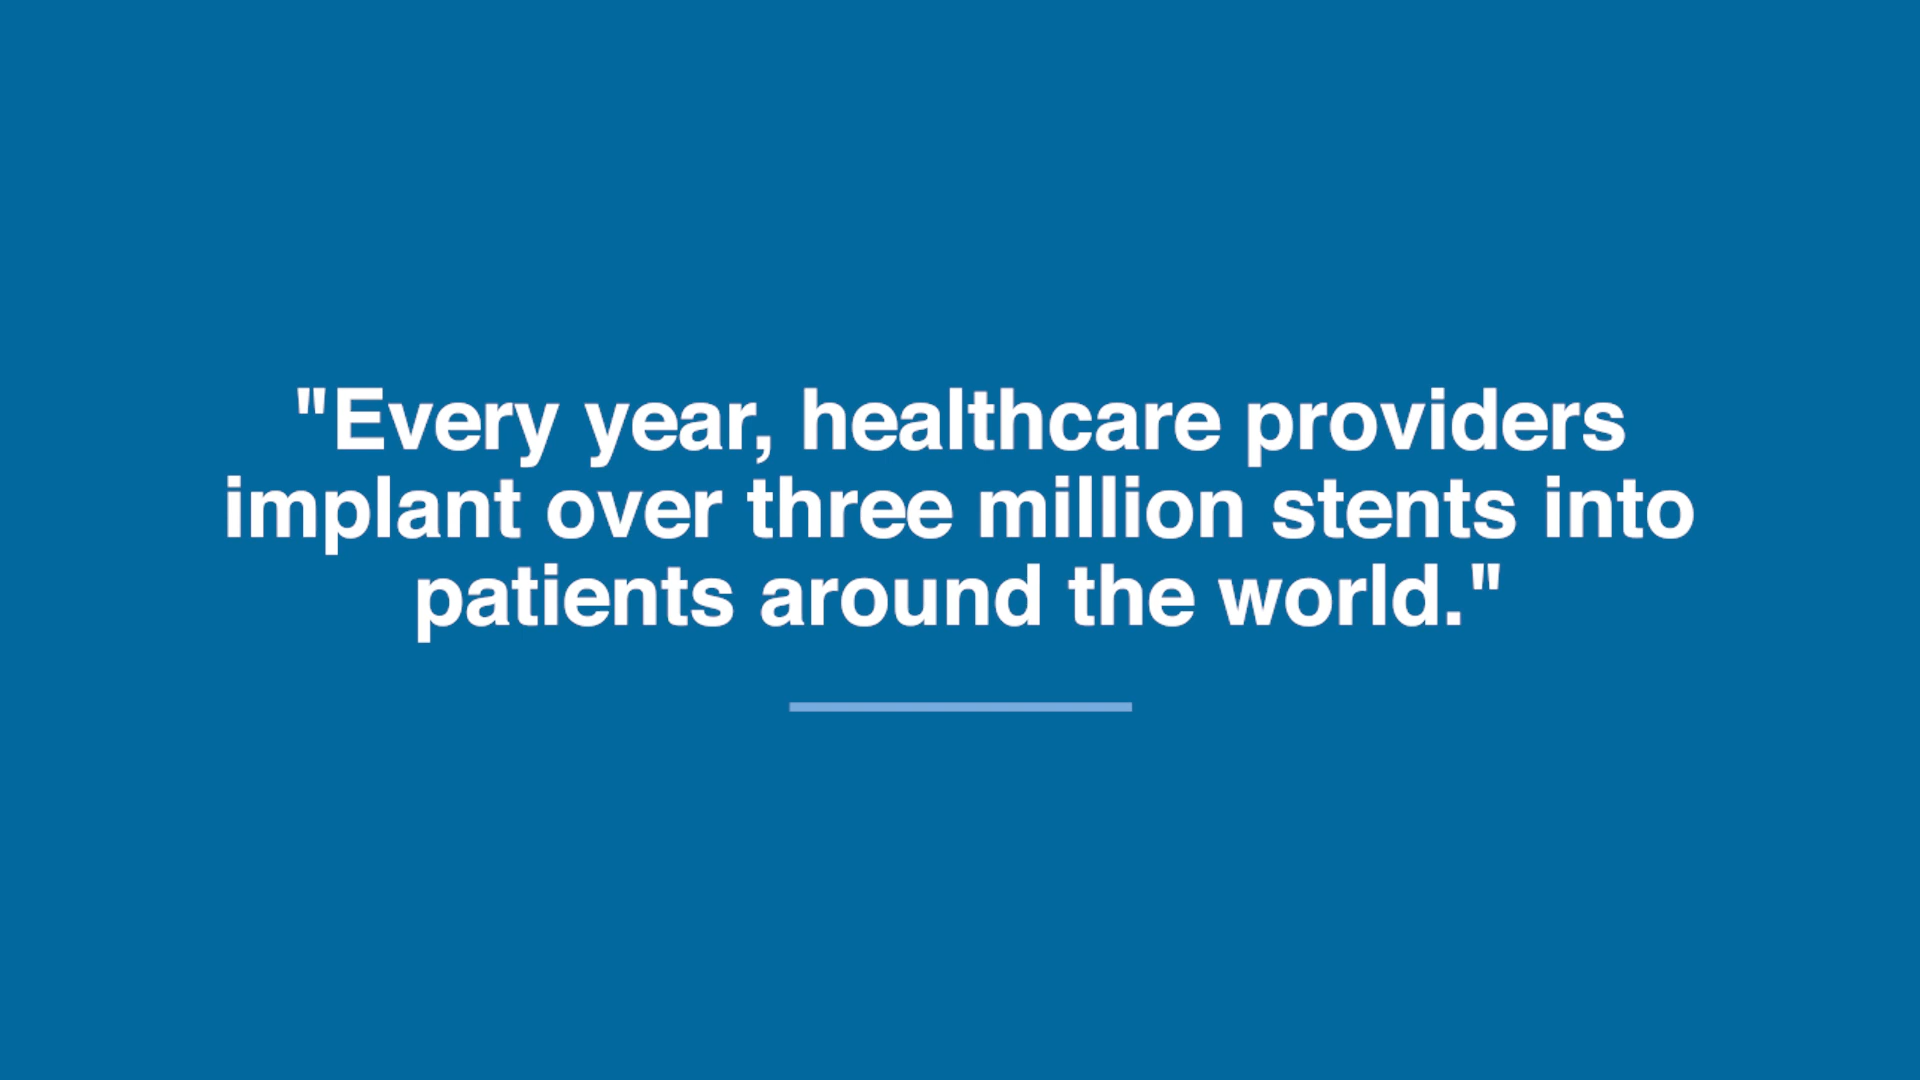 "Every year, healthcare providers
implant over three million stents into
patients around the world."